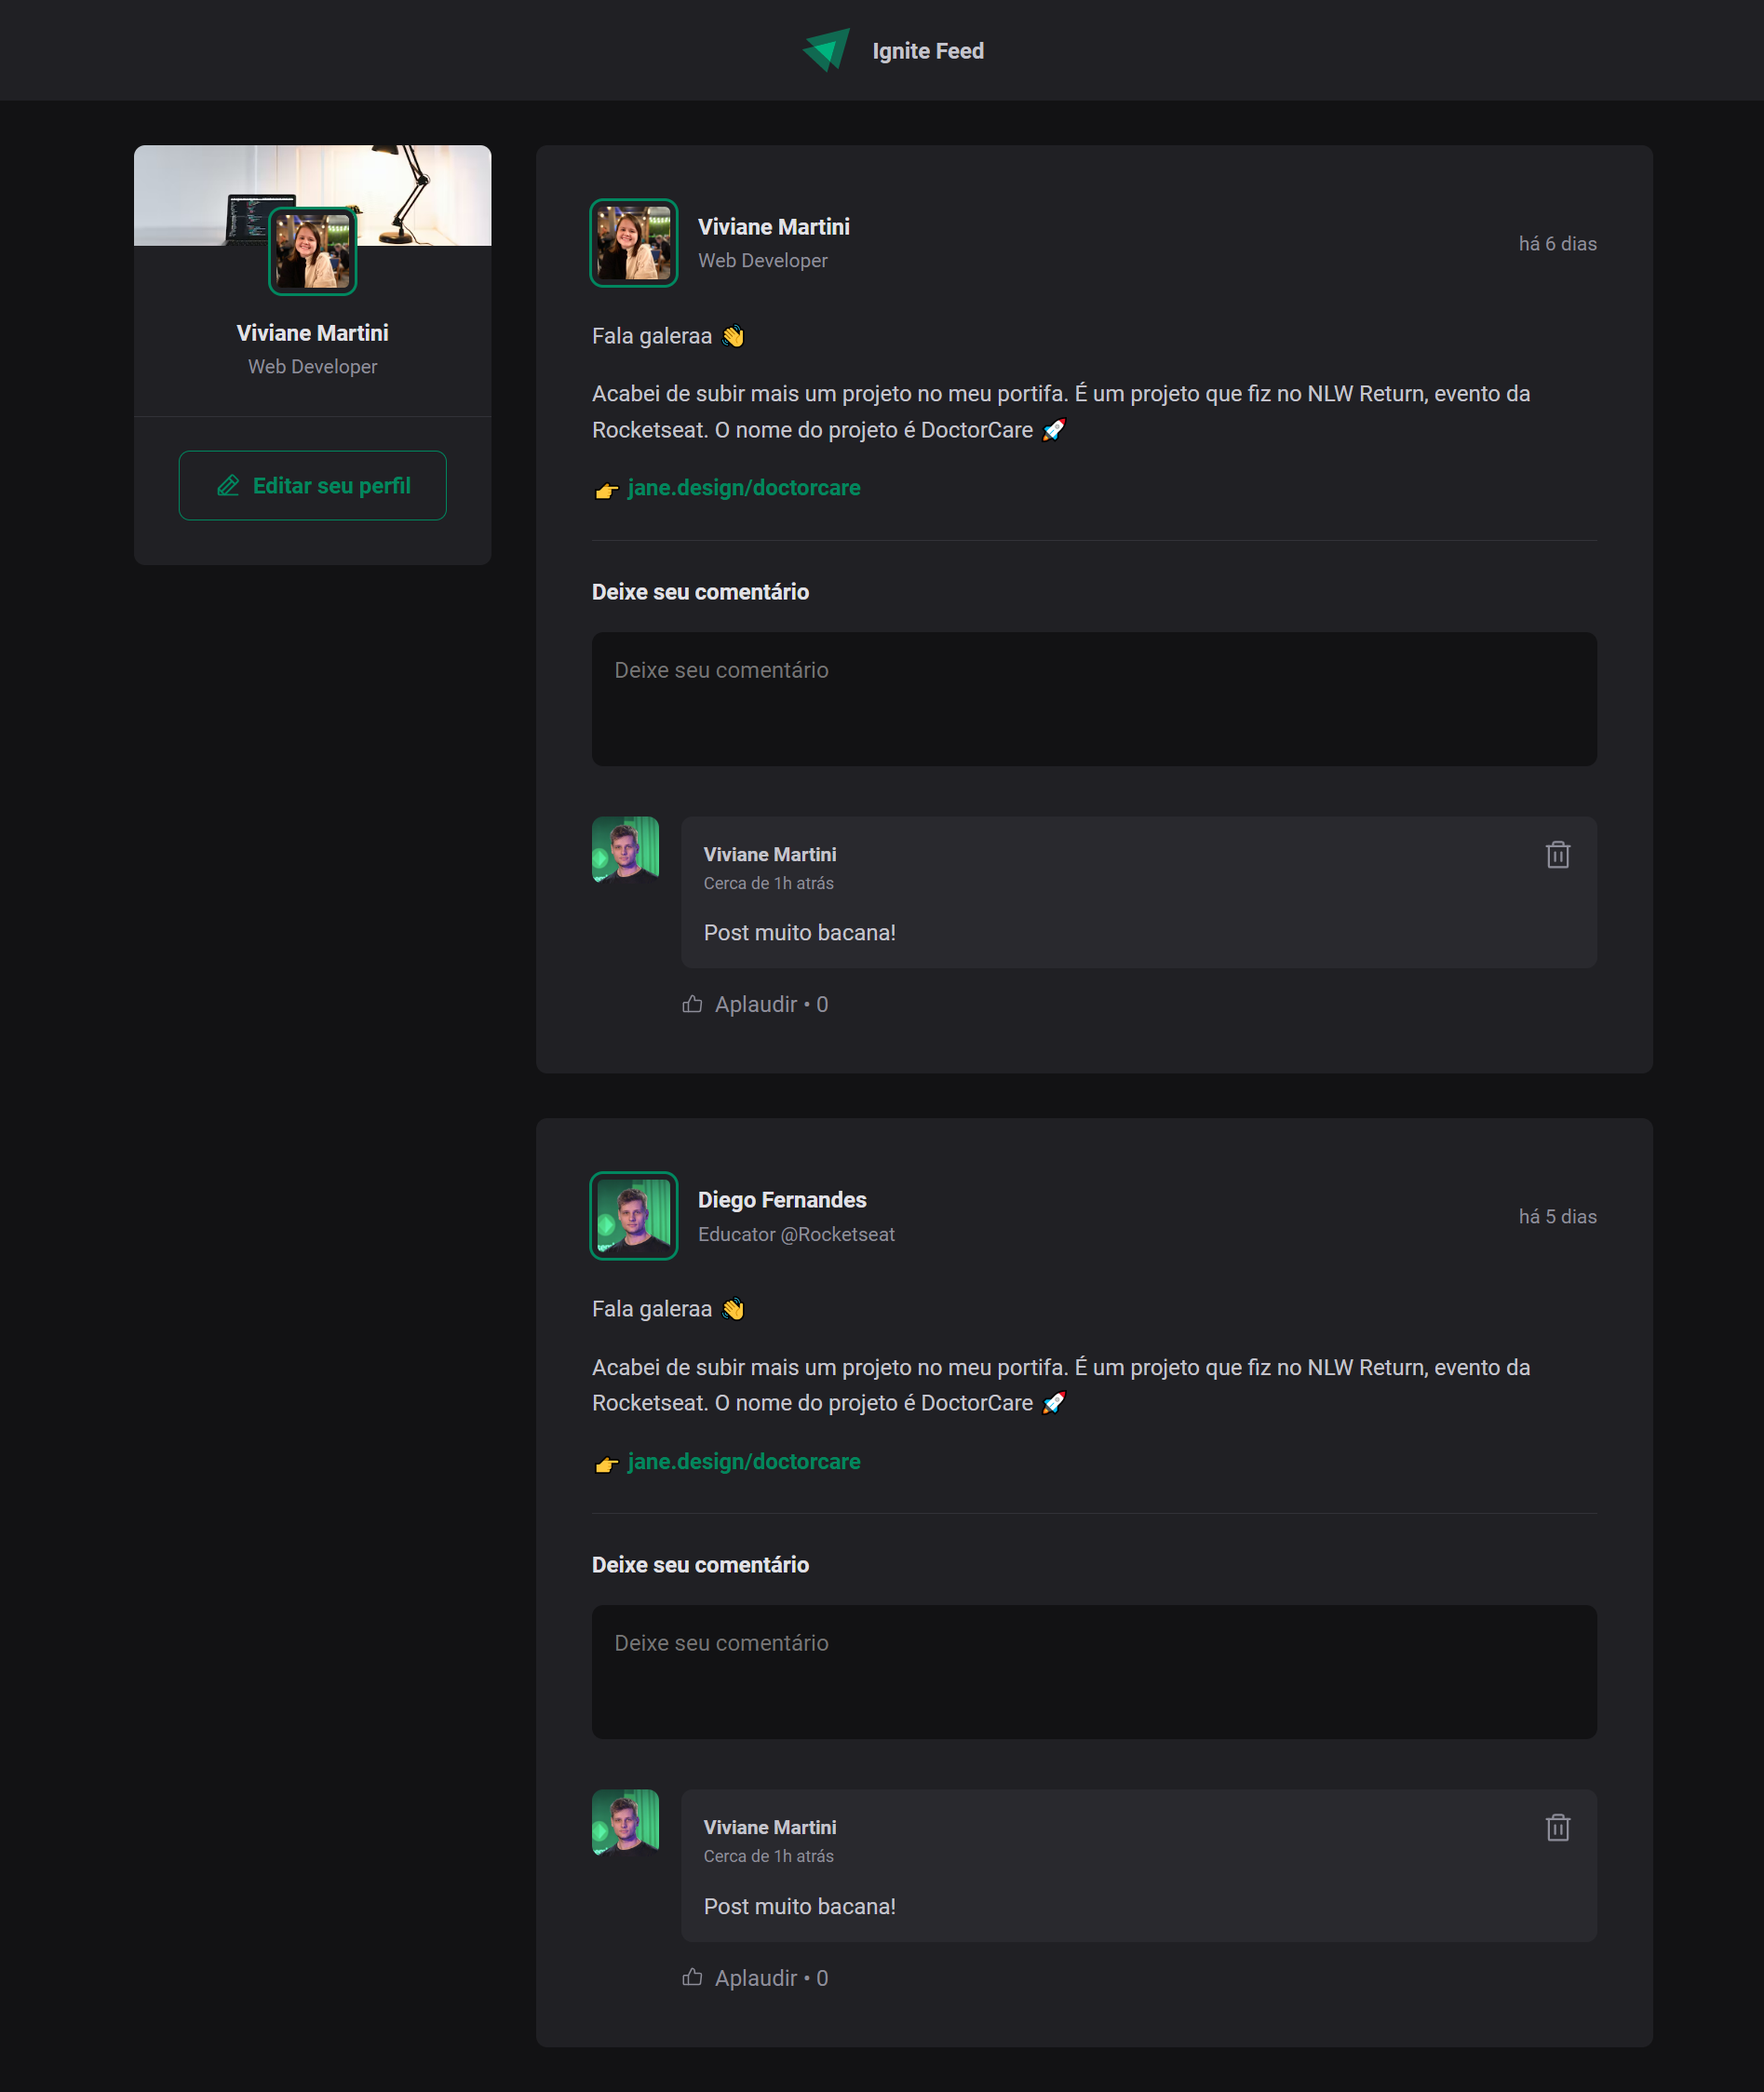 Ignite Feed
Viviane Martini
Web Developer
Editar seu perfil
Viviane Martini
Web Developer
há 6 dias
Fala galeraa 👋
Acabei de subir mais um projeto no meu portifa. É um projeto que fiz no NLW Return, evento da
Rocketseat. O nome do projeto é DoctorCare 🚀
👉 jane.design/doctorcare
Deixe seu comentário
Deixe seu comentário
Viviane Martini
Cerca de 1h atrás
Post muito bacana!
Aplaudir • 0
Diego Fernandes
Educator @Rocketseat
há 5 dias
Fala galeraa 👋
Acabei de subir mais um projeto no meu portifa. É um projeto que fiz no NLW Return, evento da
Rocketseat. O nome do projeto é DoctorCare 🚀
👉 jane.design/doctorcare
Deixe seu comentário
Deixe seu comentário
Viviane Martini
Cerca de 1h atrás
Post muito bacana!
Aplaudir • 0